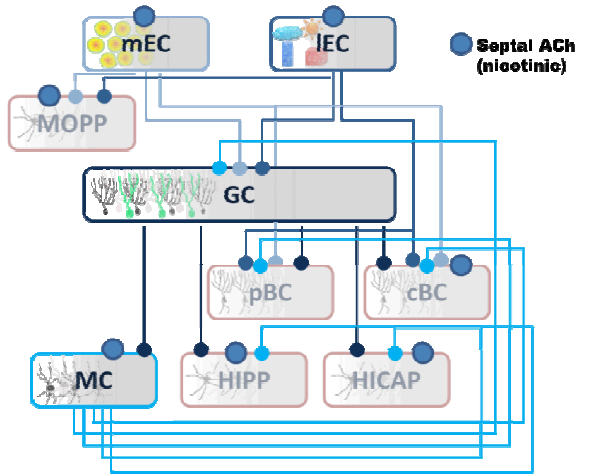 mEC
lEC
Septal ACh
(nicotinic)
MOPP
GC
pBC
cBC
MC
HIPP
HICAP